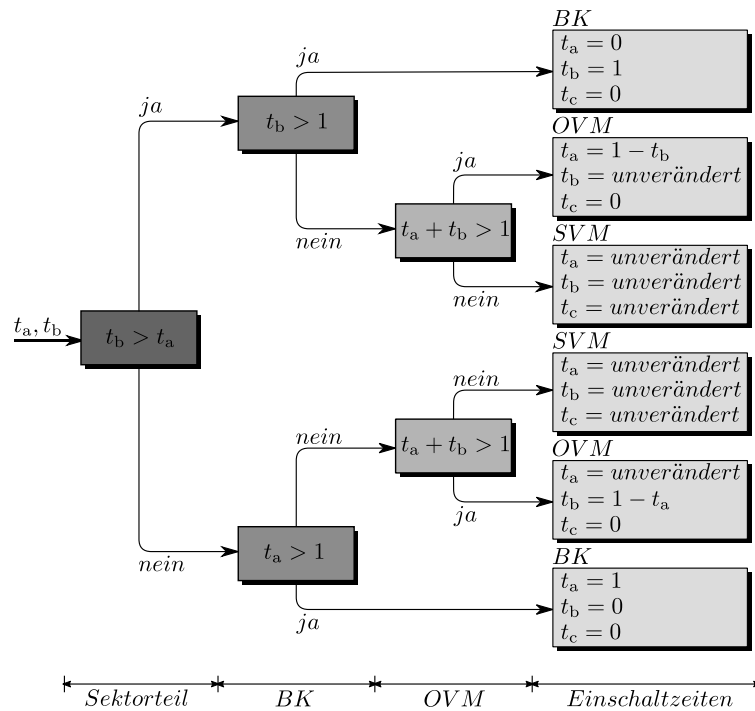 BK
t_a = 0
t_b = 1
t_c = 0
ja
ja
t_b > 1
OVM
t_a = 1 − t_b
t_b = unverändert
t_c = 0
ja
t_a + t_b > 1
nein
nein
SVM
t_a = unverändert
t_b = unverändert
t_c = unverändert
t_a, t_b
t_b > t_a
SVM
t_a = unverändert
t_b = unverändert
t_c = unverändert
nein
nein
t_a + t_b > 1
ja
OVM
t_a = unverändert
t_b = 1 − t_a
t_c = 0
nein
t_a > 1
ja
BK
t_a = 1
t_b = 0
t_c = 0
Sektorteil BK OVM Einschaltzeiten